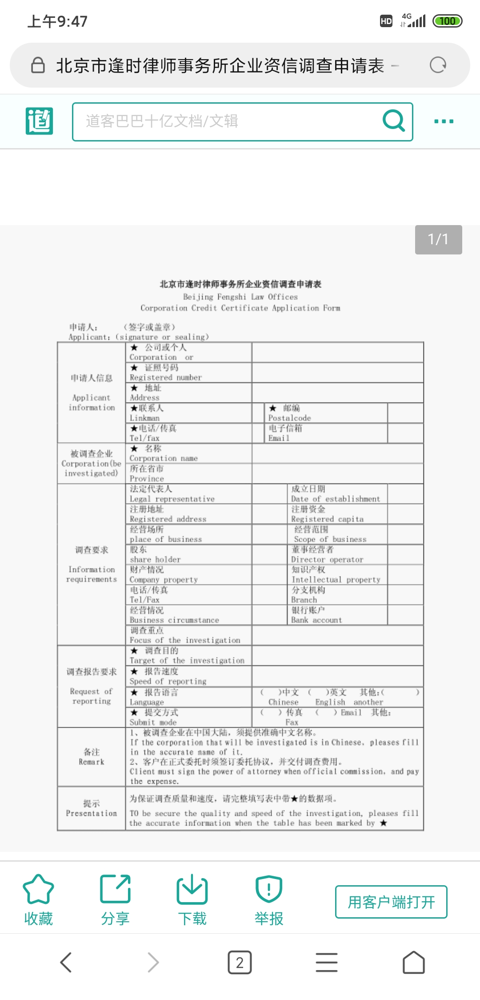 上午9:47
HD
4G
100
北京市逢时律师事务所企业资信调查申请表 -
道客巴巴十亿文档/文辑
1/1
北京市逢时律师事务所企业资信调查申请表
Beijing Fengshi Law Offices
Corporation Credit Certificate Application Form
申请人：（签字或盖章）
Applicant:（signature or sealing）
申请人信息
Applicant
information
★ 公司或个人
Corporation or
★ 证照号码
Registered number
★ 地址
Address
★联系人
Linkman
★ 邮编
Postalcode
★电话/传真
Tel/fax
电子信箱
Email
被调查企业
Corporation(be
investigated)
★ 名称
Corporation name
所在省市
Province
调查要求
Information
requirements
法定代表人
Legal representative
成立日期
Date of establishment
注册地址
Registered address
注册资金
Registered capita
经营场所
place of business
经营范围
Scope of business
股东
share holder
董事经营者
Director operator
财产情况
Company property
知识产权
Intellectual property
电话/传真
Tel/Fax
分支机构
Branch
经营情况
Business circumstance
银行账户
Bank account
调查重点
Focus of the investigation
调查报告要求
Request of
reporting
★ 调查目的
Target of the investigation
★ 报告速度
Speed of reporting
★ 报告语言
Language
（ ）中文 （ ）英文 其他:（ ）
Chinese English another
★ 提交方式
Submit mode
（ ）传真 （ ）Email 其他:
Fax
备注
Remark
1、被调查企业在中国大陆，须提供准确中文名称。
If the corporation that will be investigated is in Chinese, pleases fill
in the accurate name of it.
2、客户在正式委托时须签订委托协议，并交付调查费用。
Client must sign the power of attorney when official commission, and pay
the expense.
提示
Presentation
为保证调查质量和速度，请完整填写表中带★的数据项。
TO be secure the quality and speed of the investigation, pleases fill
the accurate information when the table has been marked by ★
收藏
分享
下载
举报
用客户端打开
2